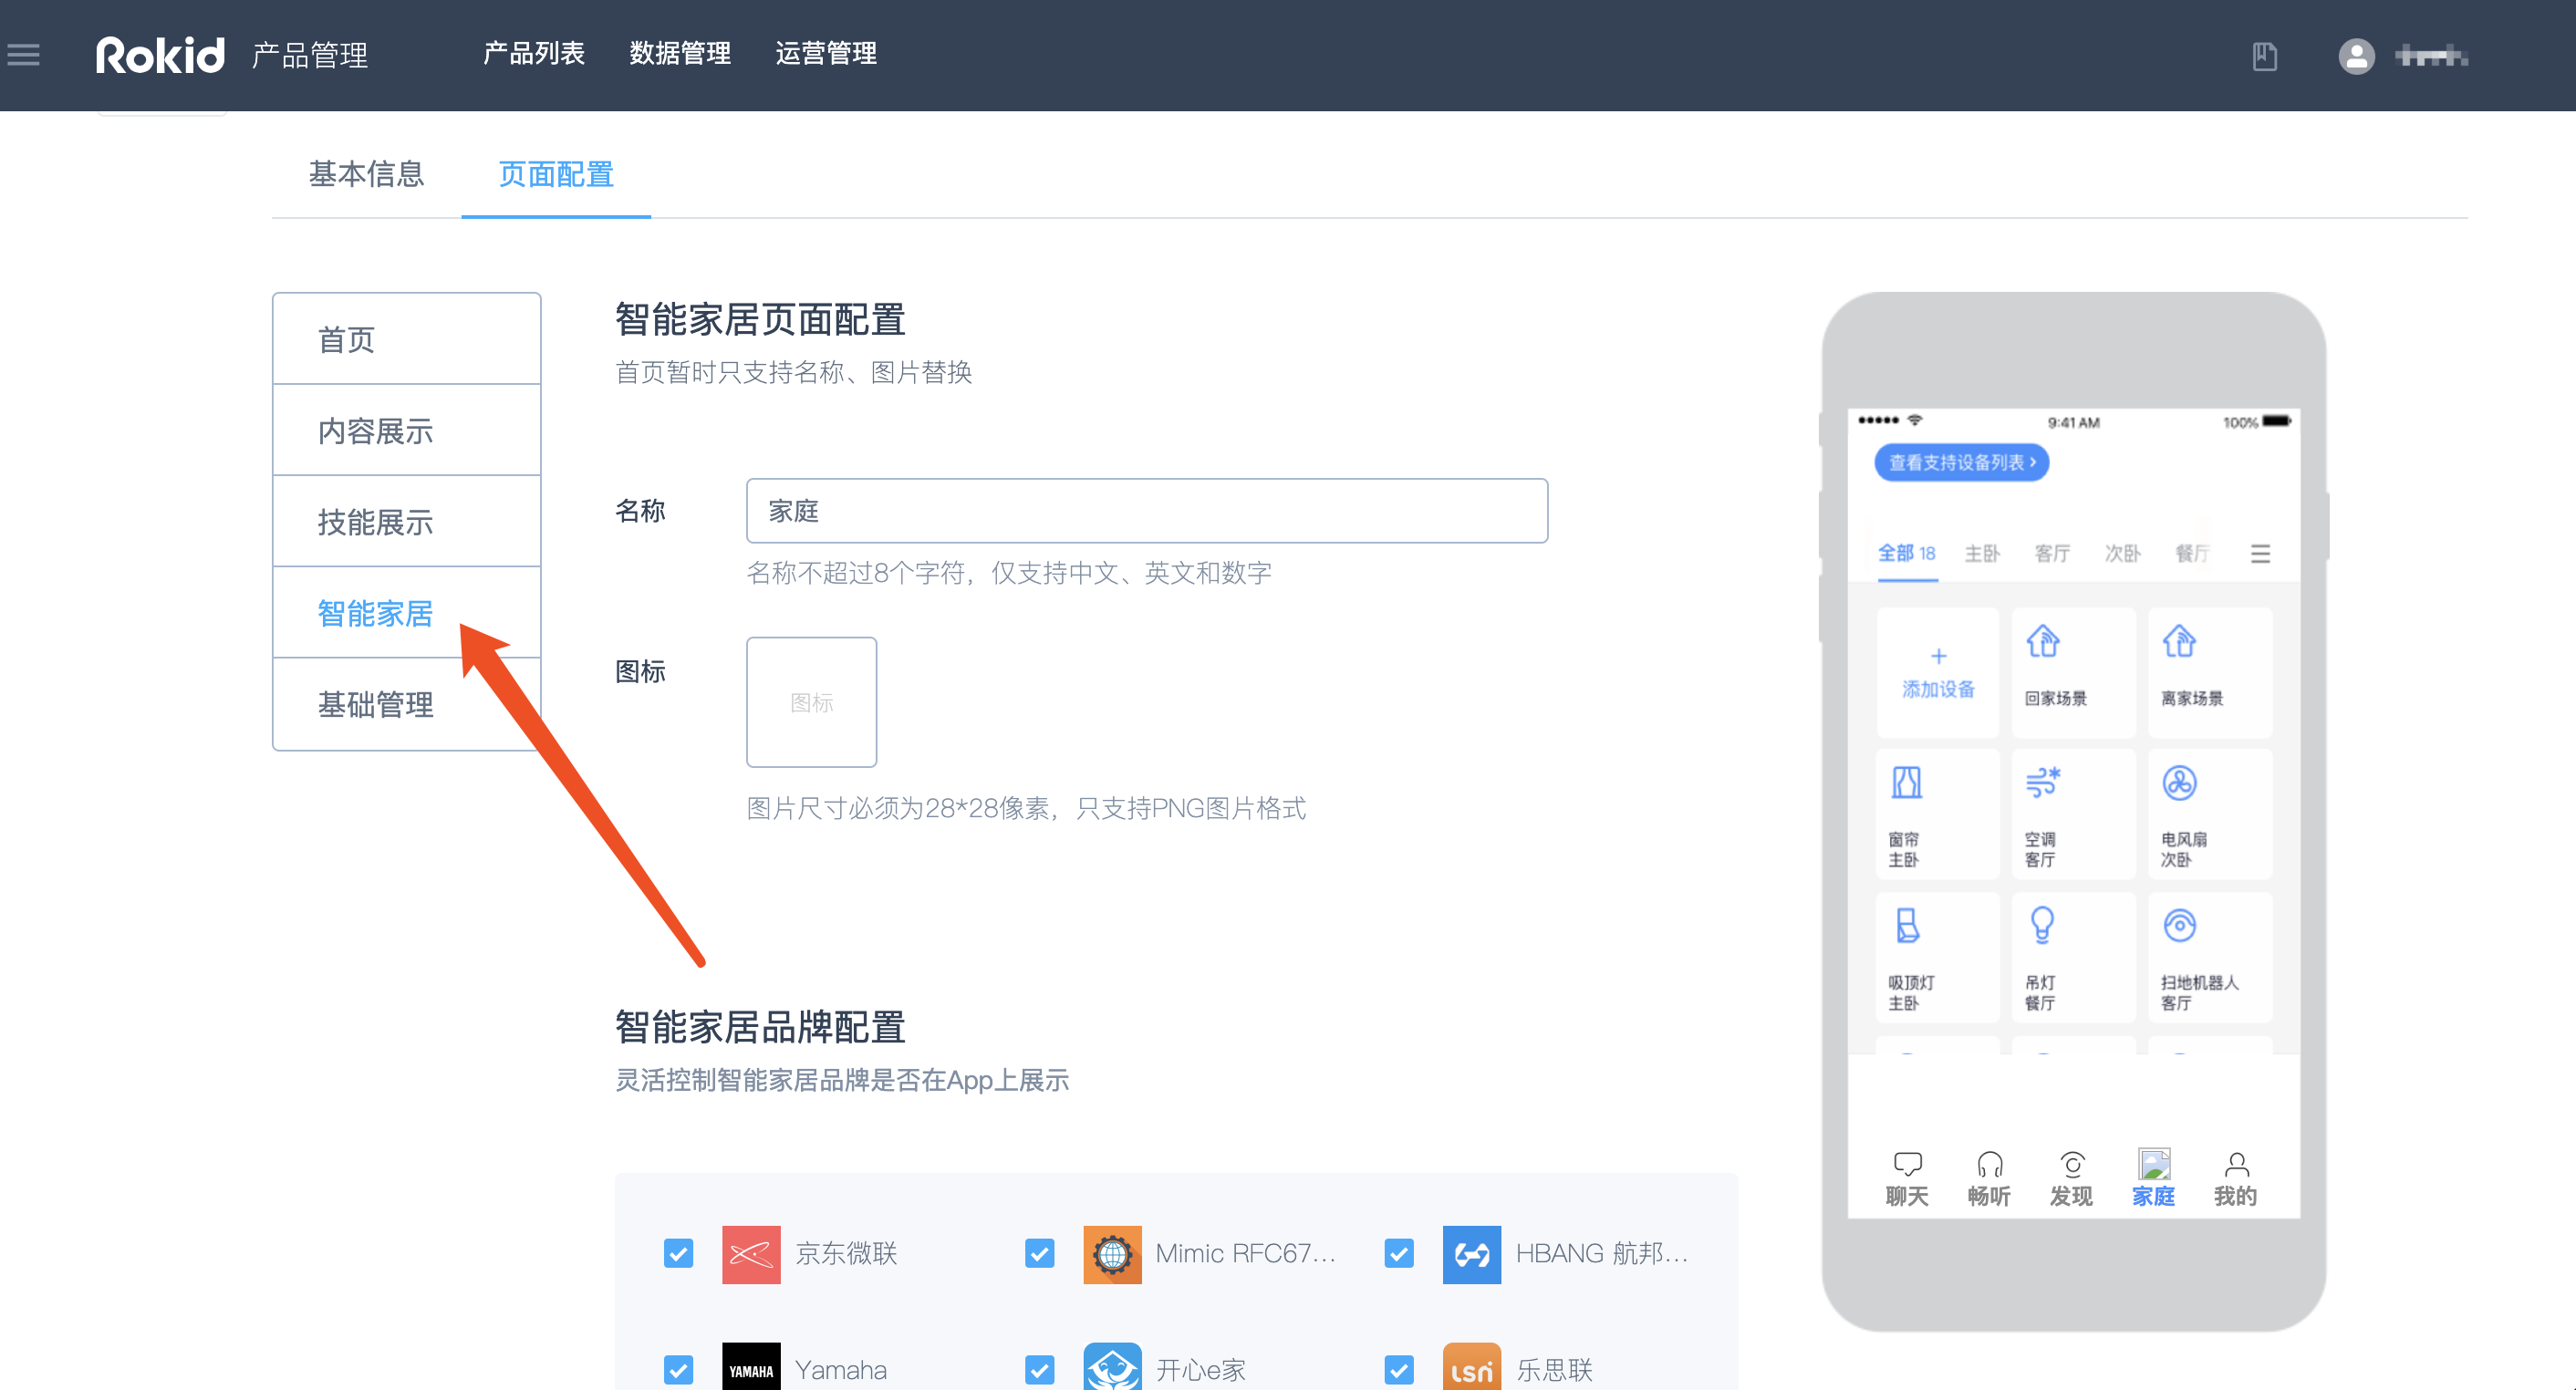 Rokid 产品管理 产品列表 数据管理 运营管理
基本信息 页面配置
首页
内容展示
技能展示
智能家居
基础管理
智能家居页面配置
首页暂时只支持名称、图片替换
名称 家庭
名称不超过8个字符，仅支持中文、英文和数字
图标 图标
图片尺寸必须为28*28像素，只支持PNG图片格式
智能家居品牌配置
灵活控制智能家居品牌是否在App上展示
京东微联 Mimic RFC67... HBANG 航邦...
YAMAHA Yamaha 开心e家 lsn 乐思联
9:41 AM 100%
查看支持设备列表 >
全部 18 主卧 客厅 次卧 餐厅
+
添加设备 回家场景 离家场景
窗帘 空调 电风扇
主卧 客厅 次卧
吸顶灯 吊灯 扫地机器人
主卧 餐厅 客厅
聊天 畅听 发现 家庭 我的